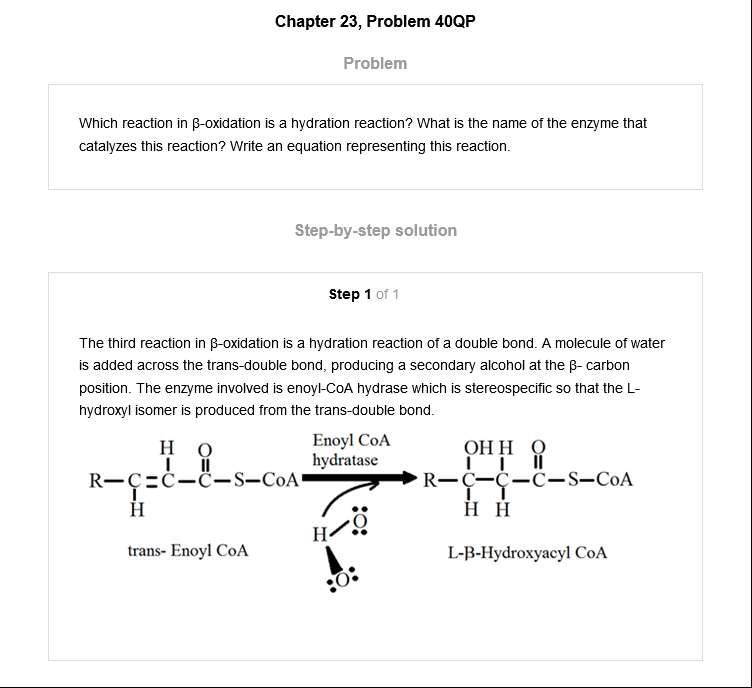 Chapter 23, Problem 40QP
Problem
Which reaction in β-oxidation is a hydration reaction? What is the name of the enzyme that
catalyzes this reaction? Write an equation representing this reaction.
Step-by-step solution
Step 1 of 1
The third reaction in β-oxidation is a hydration reaction of a double bond. A molecule of water
is added across the trans-double bond, producing a secondary alcohol at the β- carbon
position. The enzyme involved is enoyl-CoA hydrase which is stereospecific so that the L-
hydroxyl isomer is produced from the trans-double bond.
H O
R–C=C–C–S–CoA
H
trans- Enoyl CoA
Enoyl CoA
hydratase
H O
O
OH H O
R–C–C–C–S–CoA
H H
L-β-Hydroxyacyl CoA